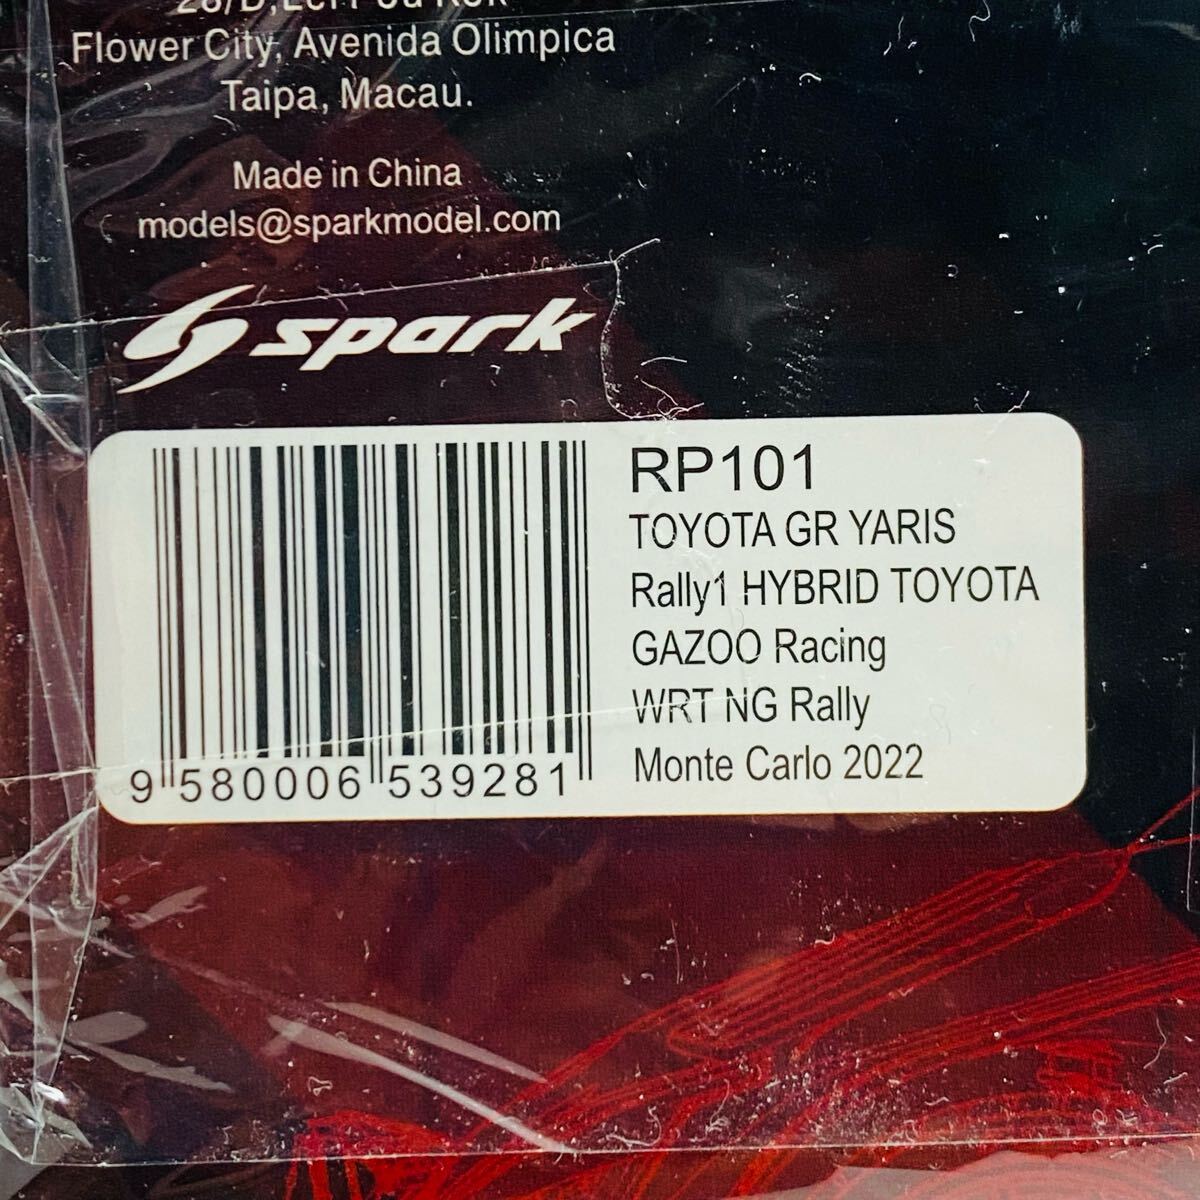 Flower City, Avenida Olimpica
Taipa, Macau.
Made in China
models@sparkmodel.com
spark
RP101
TOYOTA GR YARIS
Rally1 HYBRID TOYOTA
GAZOO Racing
WRT NG Rally
Monte Carlo 2022
9 580006 539281